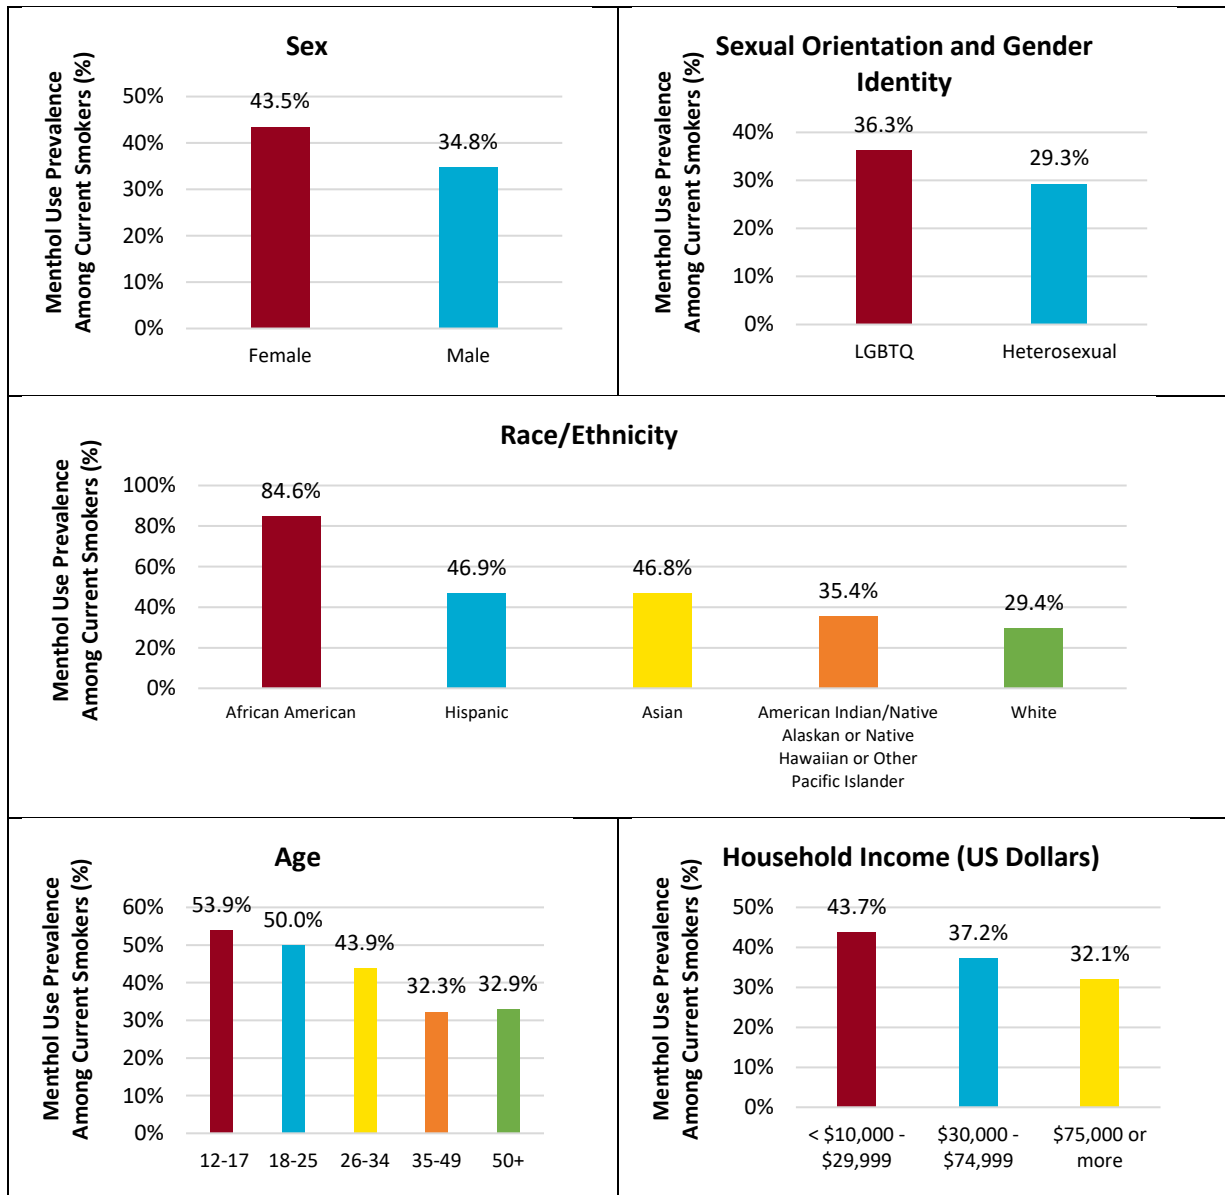 Sex
Menthol Use Prevalence
Among Current Smokers (%)
50%
40%
30%
20%
10%
0%
43.5%
34.8%
Female
Male
Sexual Orientation and Gender
Identity
Menthol Use Prevalence
Among Current Smokers (%)
40%
30%
20%
10%
0%
36.3%
29.3%
LGBTQ
Heterosexual
Race/Ethnicity
Menthol Use Prevalence
Among Current Smokers (%)
100%
80%
60%
40%
20%
0%
84.6%
46.9%
46.8%
35.4%
29.4%
African American
Hispanic
Asian
American Indian/Native
Alaskan or Native
Hawaiian or Other
Pacific Islander
White
Age
Menthol Use Prevalence
Among Current Smokers (%)
60%
50%
40%
30%
20%
10%
0%
53.9%
50.0%
43.9%
32.3%
32.9%
12-17
18-25
26-34
35-49
50+
Household Income (US Dollars)
Menthol Use Prevalence
Among Current Smokers (%)
50%
40%
30%
20%
10%
0%
43.7%
37.2%
32.1%
< $10,000 -
$29,999
$30,000 -
$74,999
$75,000 or
more